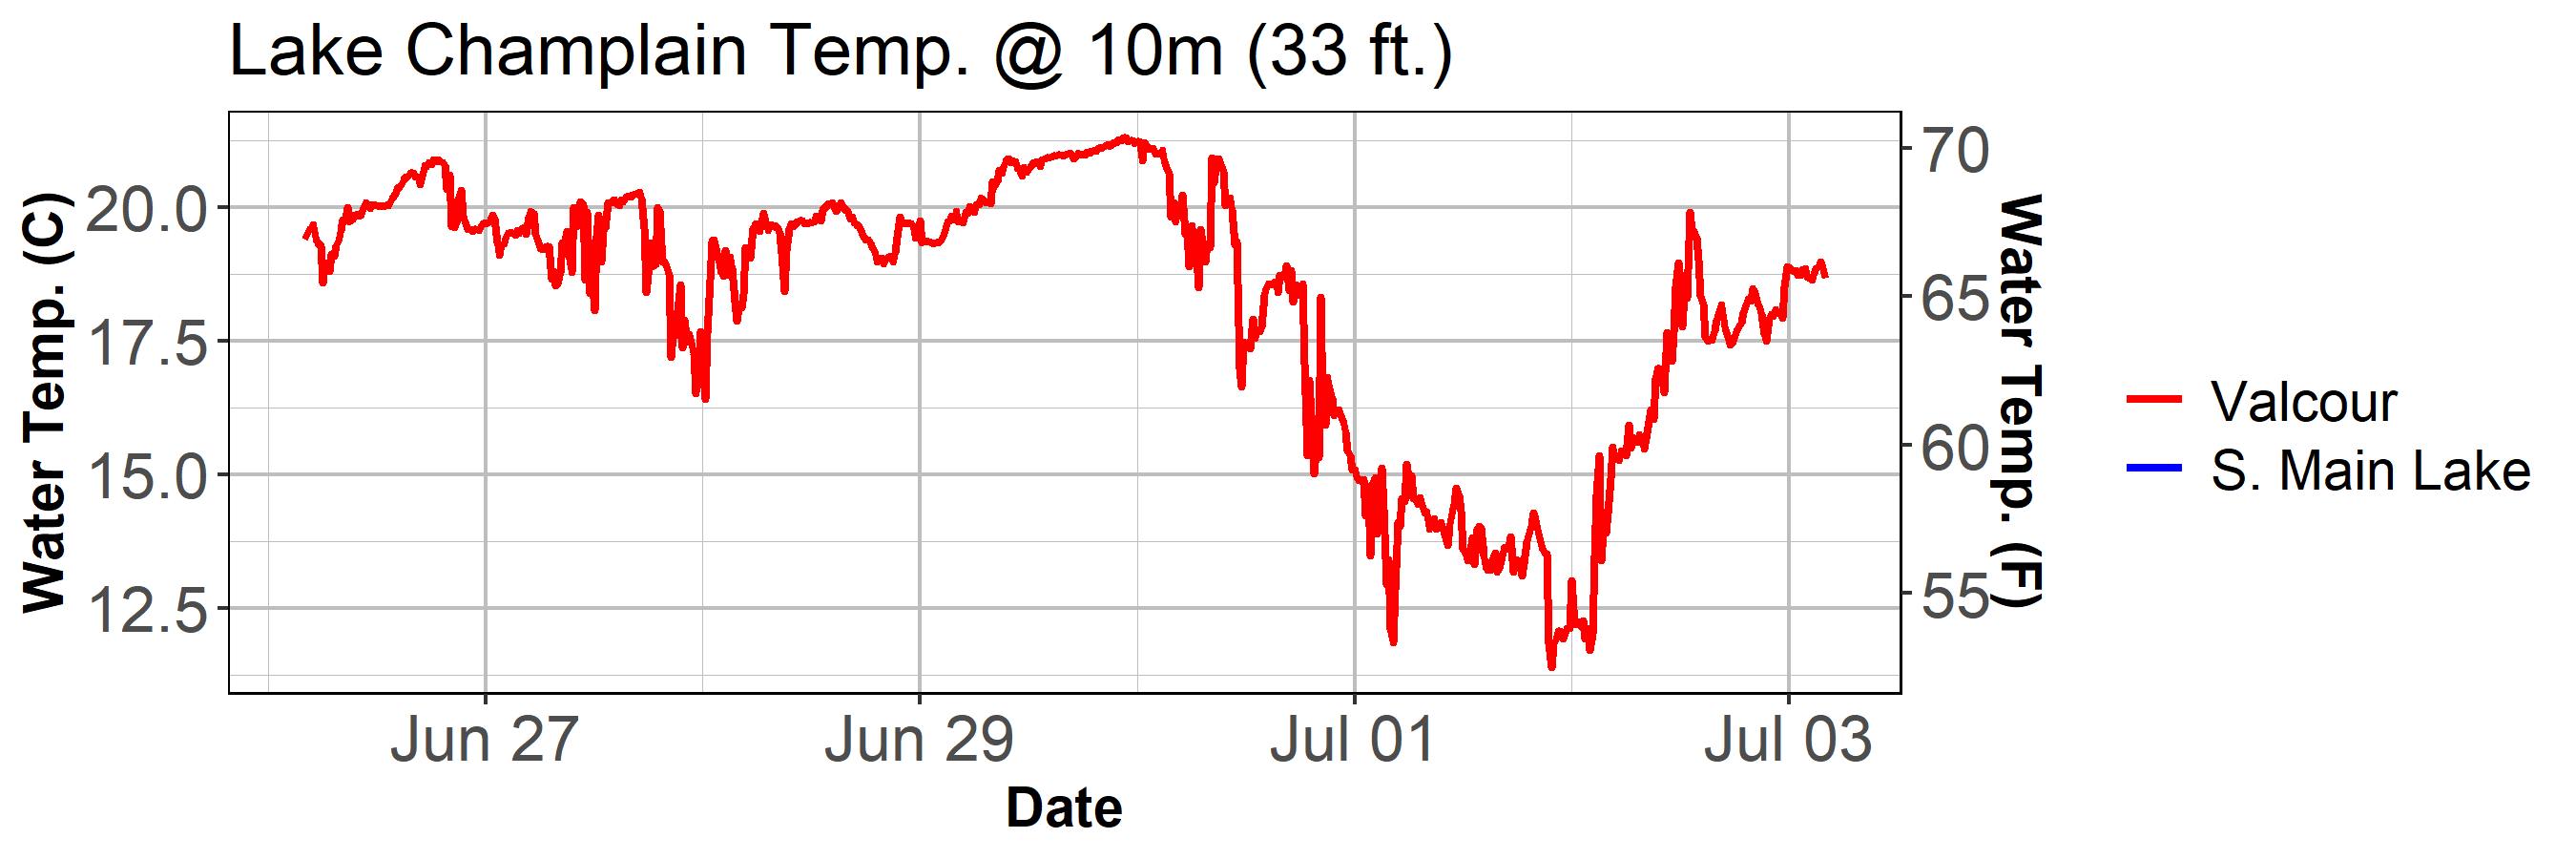 Lake Champlain Temp. @ 10m (33 ft.)
Water Temp. (C)
20.0
17.5
15.0
12.5
70
65
60
55
Water Temp. (F)
Jun 27
Jun 29
Jul 01
Jul 03
Date
Valcour
S. Main Lake